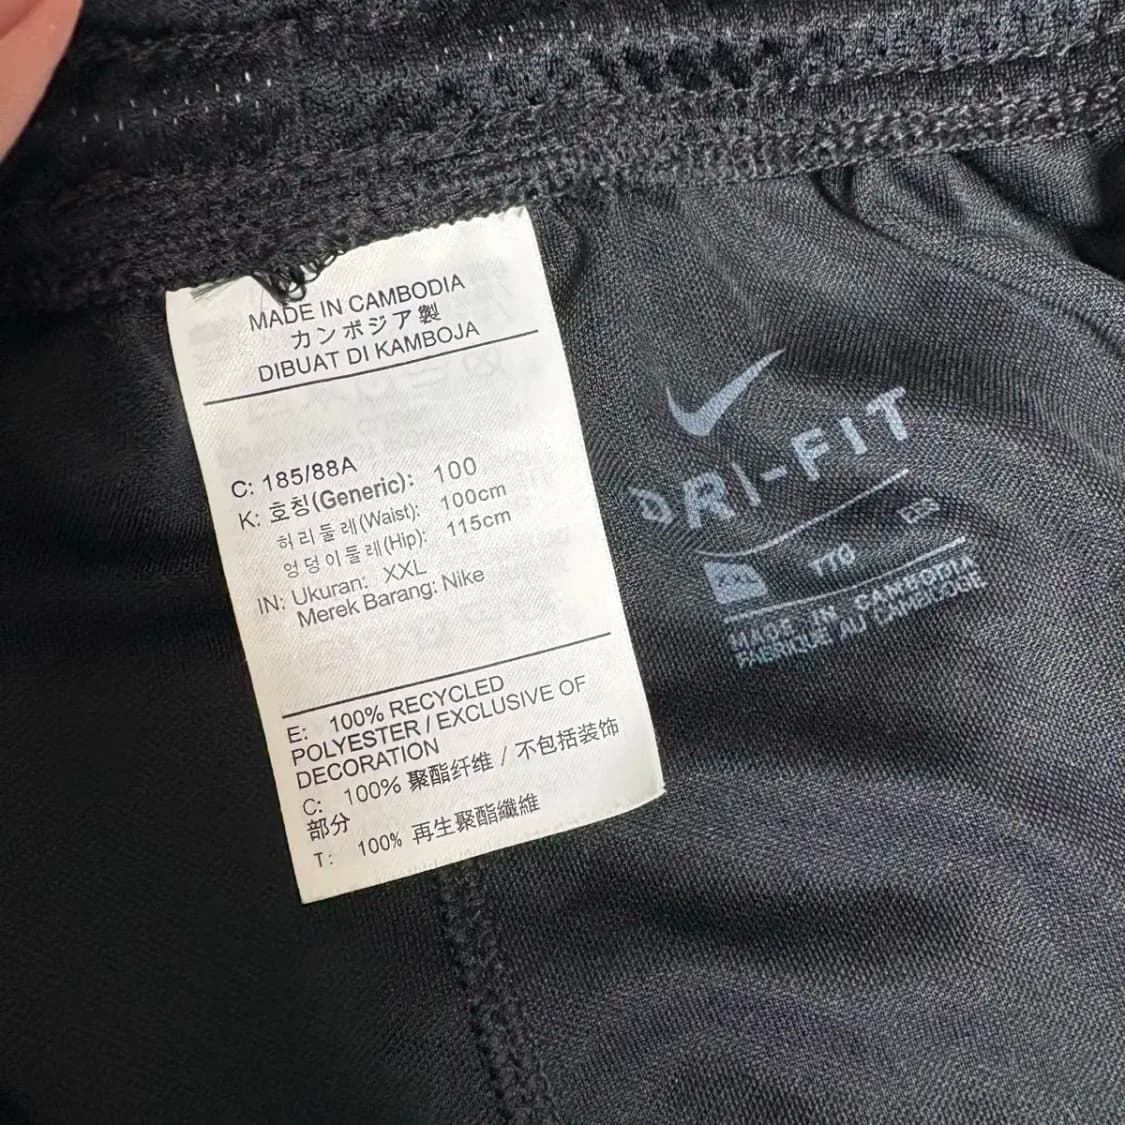 MADE IN CAMBODIA
カンボジア製
DIBUAT DI KAMBOJA
C: 185/88A
K: 호칭(Generic): 100
허리둘레(Waist): 100cm
엉덩이둘레(Hip): 115cm
IN: Ukuran: XXL
Merek Barang: Nike
E: 100% RECYCLED
POLYESTER / EXCLUSIVE OF
DECORATION
C: 100% 聚酯纤维 / 不包括装饰
部分
T: 100% 再生聚酯纖維
DRI-FIT
XXL TTG
MADE IN CAMBODIA
FABRIQUÉ AU CAMBODGE